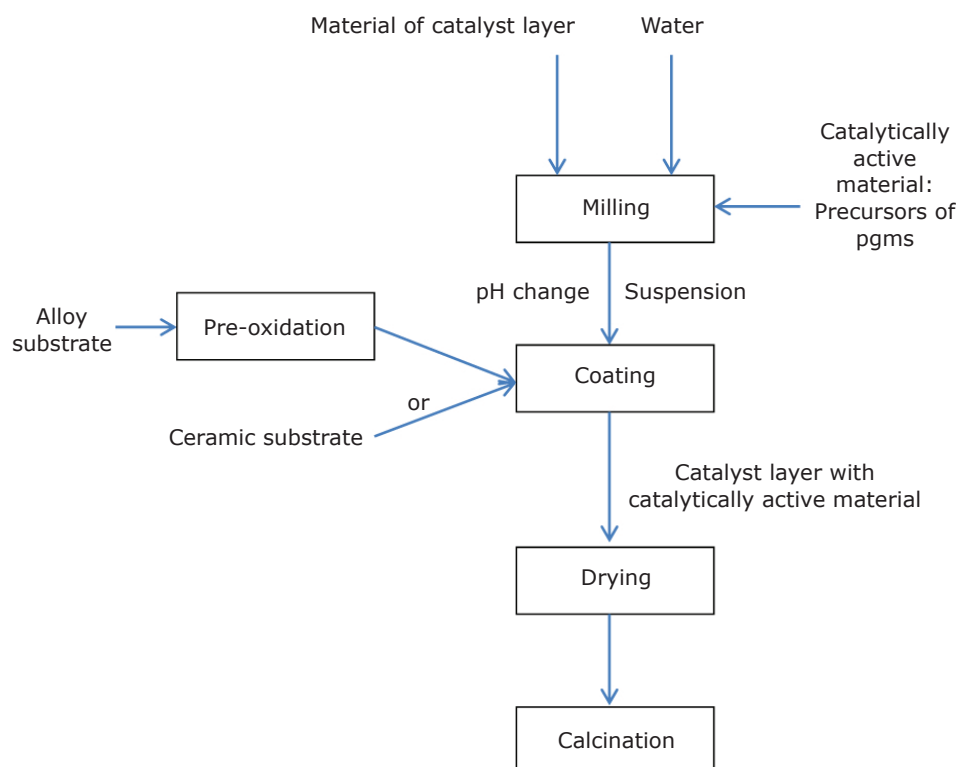 Material of catalyst layer
Water
Catalytically
active
material:
Precursors of
pgms
Milling
pH change
Suspension
Alloy
substrate
Pre-oxidation
Coating
or
Ceramic substrate
Catalyst layer with
catalytically active material
Drying
Calcination